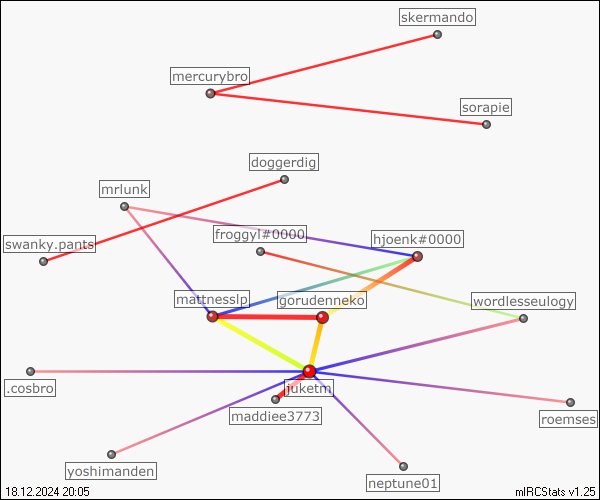 skermando
mercurybro
sorapie
doggerdig
mrlunk
froggyl#0000
hjoenk#0000
swanky.pants
mattnesslp
gorudenneko
wordlesseulogy
.cosbro
juketm
maddiee3773
roemses
yoshimanden
neptune01
18.12.2024 20:05
mIRCStats v1.25